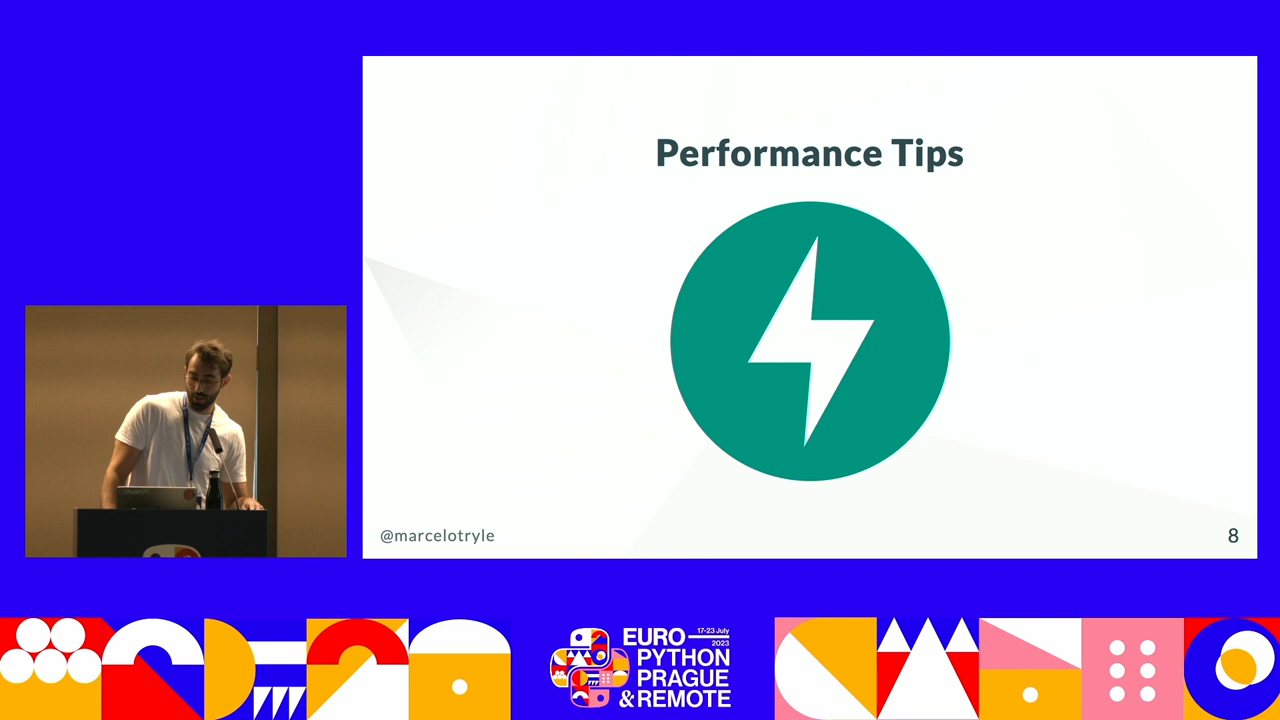 Performance Tips
@marcelotryle
8
EURO
17-23 July
2023
PYTHON
PRAGUE
&REMOTE